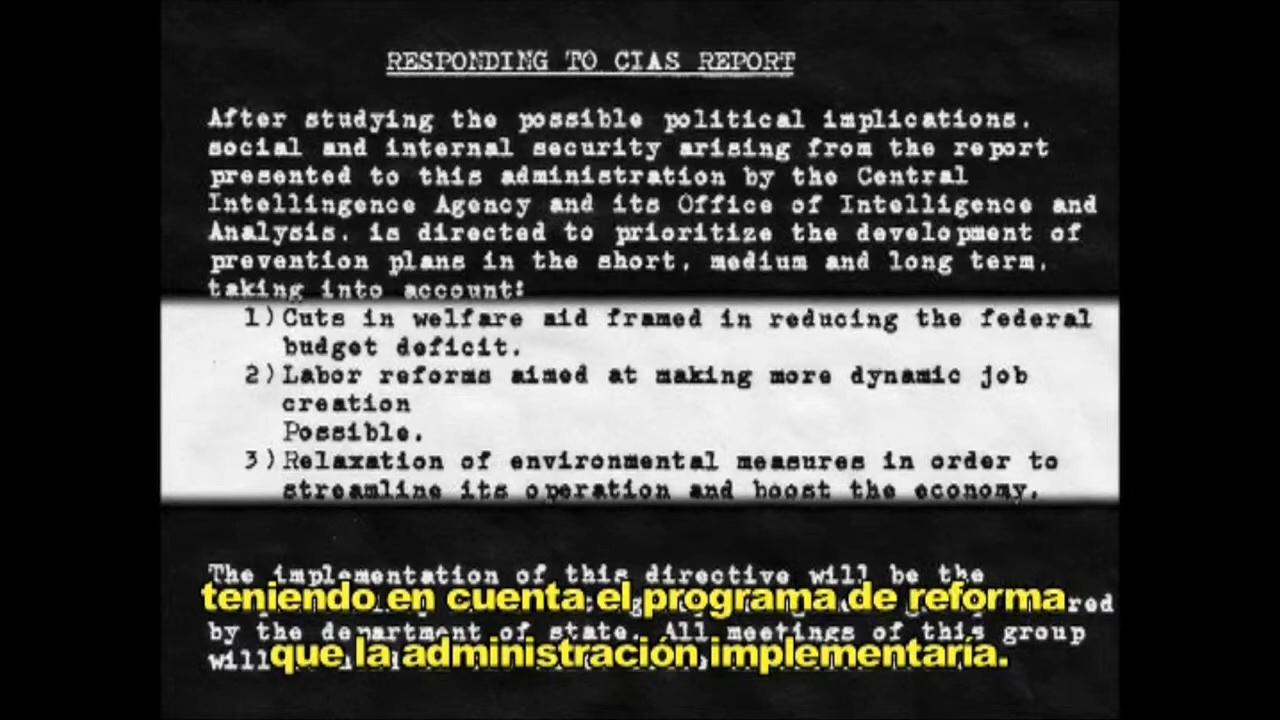 RESPONDING TO CIAS REPORT
After studying the possible political implications.
social and internal security arising from the report
presented to this administration by the Central
Intellingence Agency and its Office of Intelligence and
Analysis. is directed to prioritize the development of
prevention plans in the short. medium and long term.
taking into account:
1) Cuts in welfare aid framed in reducing the federal
budget deficit.
2) Labor reforms aimed at making more dynamic job
creation
Possible.
3) Relaxation of environmental measures in order to
streamline its operation and boost the economy.
The implementation of this directive will be the
teniendo en cuenta el programa de reforma
by the department of state. All meetings of this group
will
que la administración implementaría.